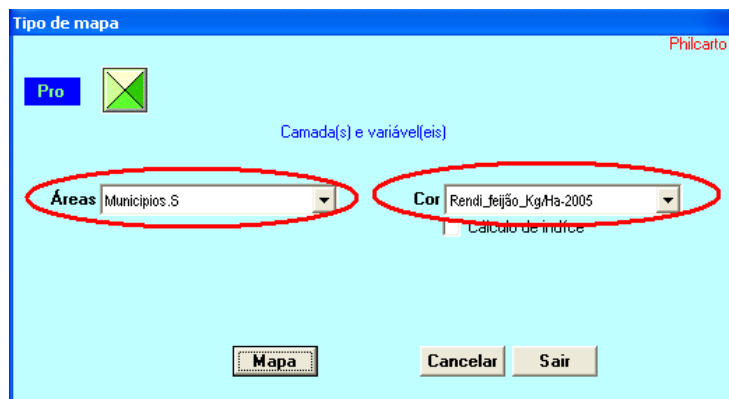 Tipo de mapa
Philcarto
Pro
Camada(s) e variável(eis)
Áreas Municipios.S Cor Rendi_feijão_Kg/Ha-2005
Cálculo de indíce
Mapa Cancelar Sair